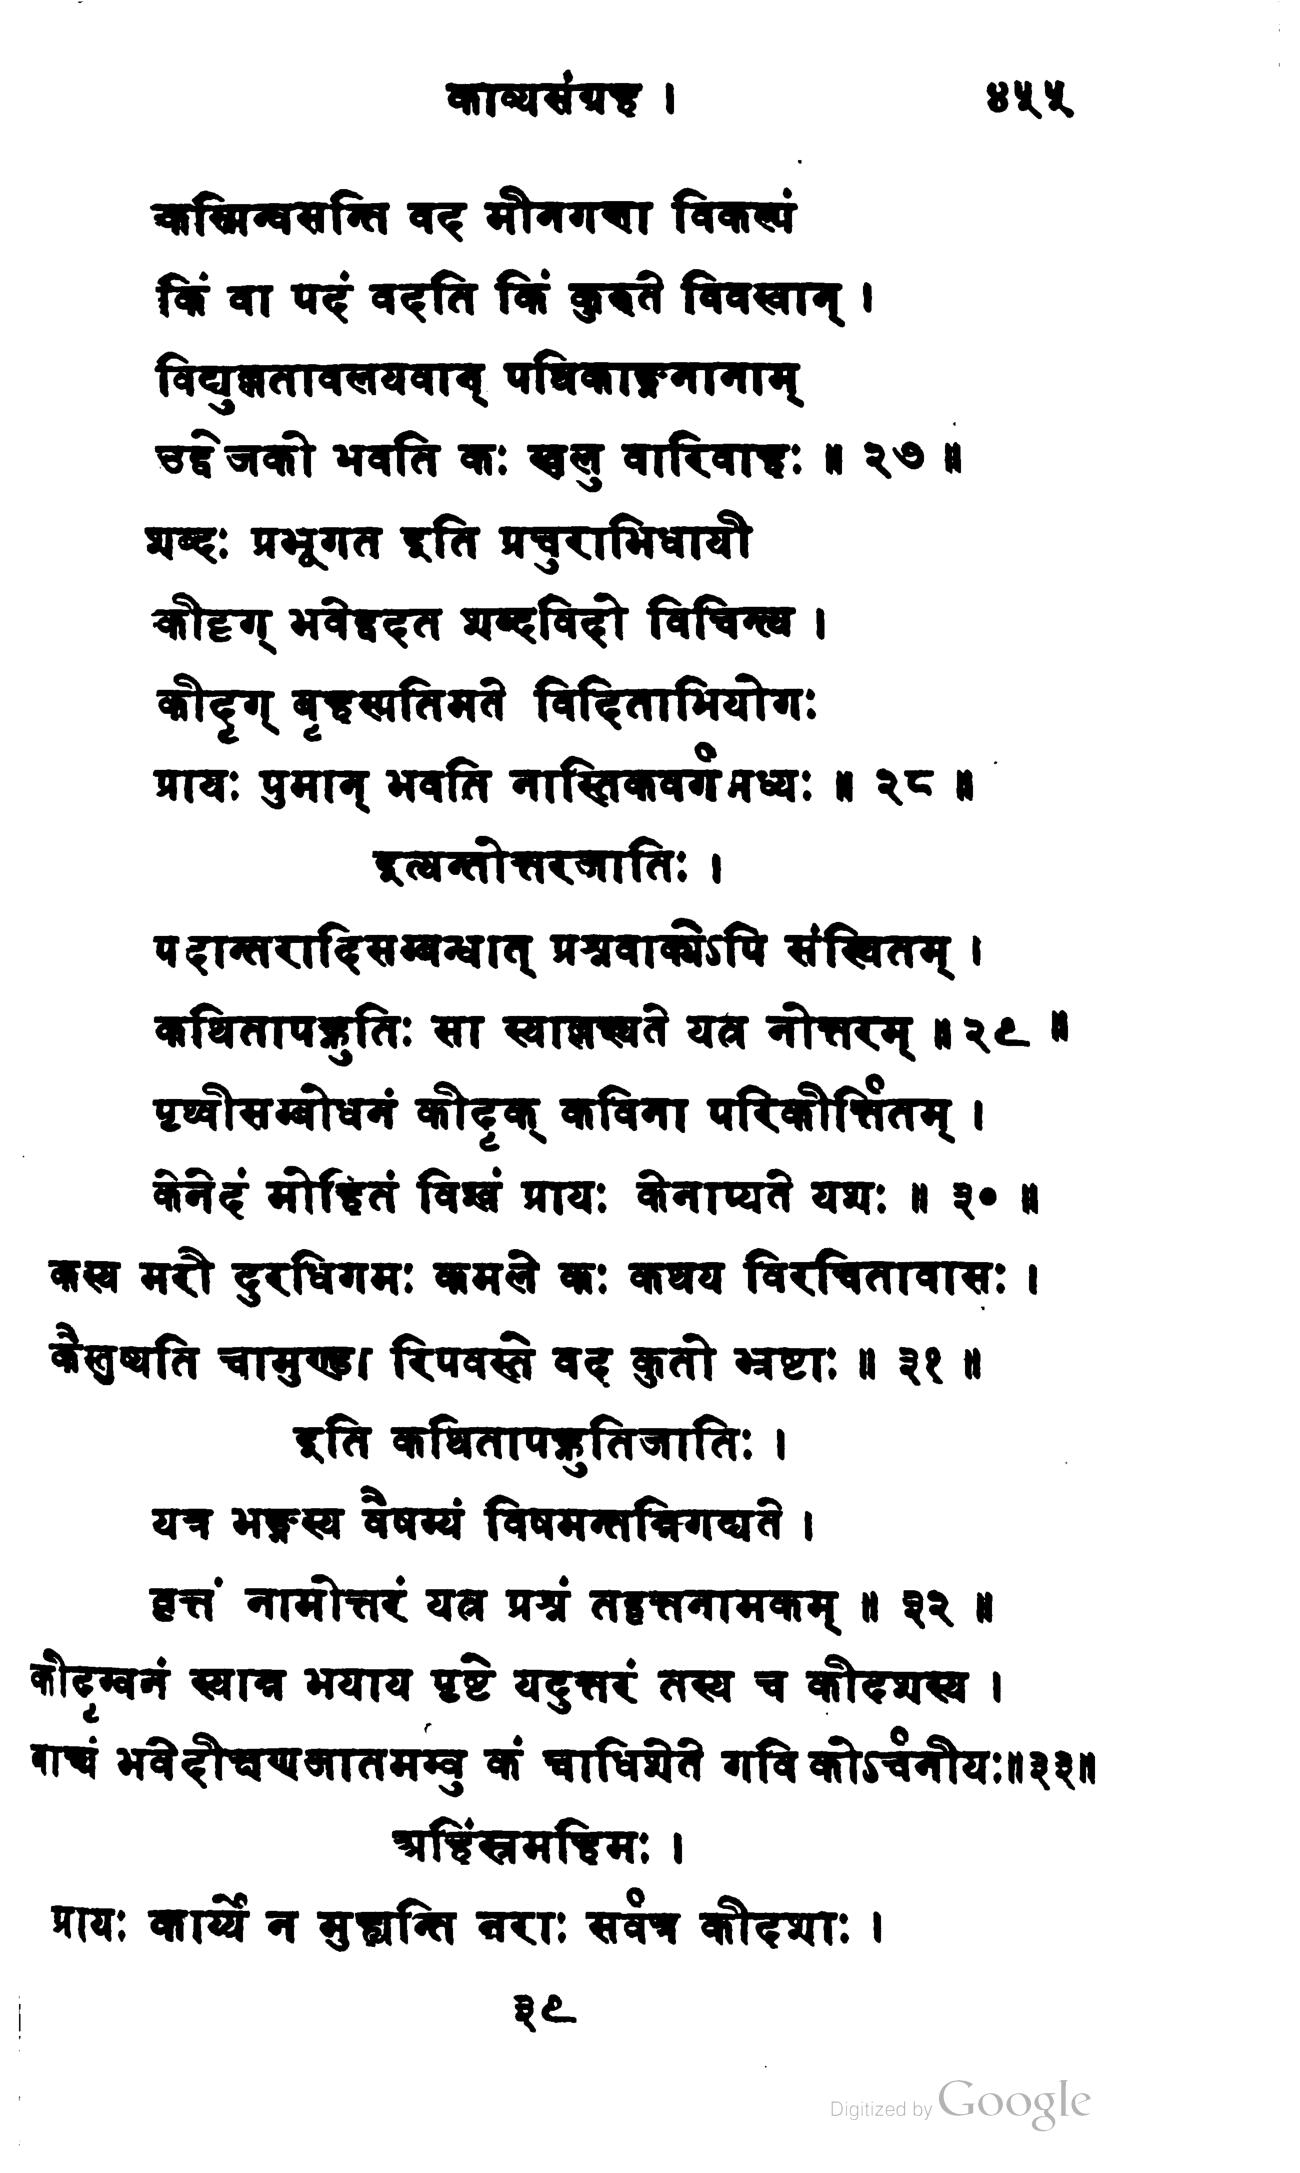 काव्यसंग्रह । ४५५
कस्मिन्वसन्ति वद मीनगणा विकल्पं
किं वा पदं वदति किं कुरुते विवस्वान् ।
विद्युल्लतावलयवान् पथिकाङ्गनानाम्
उद्वेजको भवति कः खलु वारिवाहः ॥ २७ ॥
शब्दः प्रभूगत इति प्रचुराभिधायी
कीदृग् भवेद्वदत शब्दविदो विचिन्त्य ।
कीदृग् बृहस्पतिमते विदिताभियोगः
प्रायः पुमान् भवति नास्तिकवर्गमध्यः ॥ २८ ॥
इत्यन्तोत्तरजातिः ।
पदान्तरादिसम्बन्धात् प्रश्नवाक्येऽपि संस्थितम् ।
कथितापह्नुतिः सा स्याल्लक्ष्यते यत्र नोत्तरम् ॥ २९ ॥
पृथ्वीसम्बोधनं कीदृक् कविना परिकीर्त्तितम् ।
केनेदं मोहितं विश्वं प्रायः केनाप्यते यशः ॥ ३० ॥
कस्य मरौ दुरधिगमः कमले कः कथय विरचितावासः ।
कैस्तुष्यति चामुण्डा रिपवस्ते वद कुतो भ्रष्टाः ॥ ३१ ॥
इति कथितापह्नुतिजातिः ।
यत्र भङ्गस्य वैषम्यं विषमन्तन्निगद्यते ।
वृत्तं नामोत्तरं यत्र प्रश्नं तद्वृत्तनामकम् ॥ ३२ ॥
कीदृग्वनं स्यान्न भयाय पृष्टे यदुत्तरं तस्य च कीदृशस्य ।
वाच्यं भवेदीक्षणजातमम्बु कं चाधिशेते गवि कोऽर्चनीयः॥३३॥
अहिंस्रमहिमः ।
प्रायः कार्य्ये न मुह्यन्ति नराः सर्वत्र कीदृशाः ।
३९
Digitized by Google